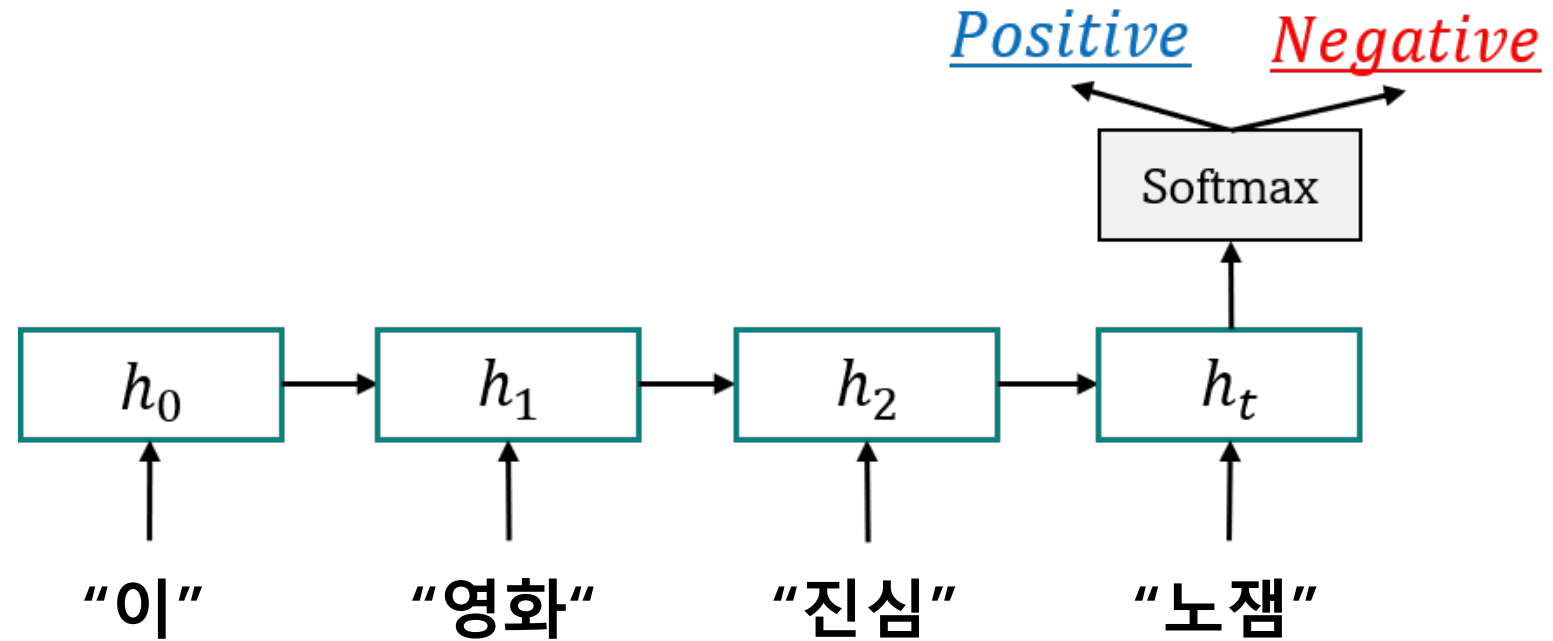 Positive Negative
Softmax
h₀ h₁ h₂ hₜ
“이” “영화“ “진심” “노잼”